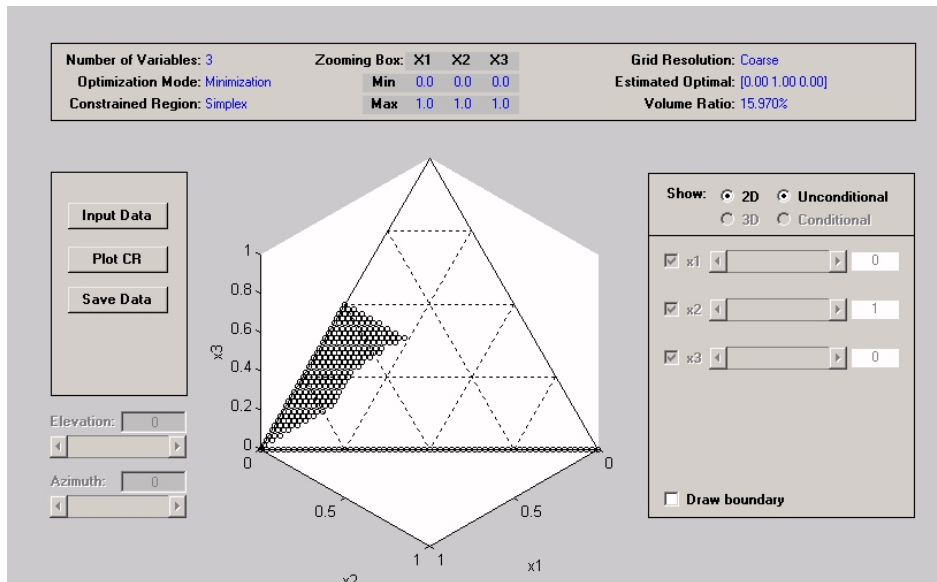 Number of Variables: 3
Optimization Mode: Minimization
Constrained Region: Simplex
Zooming Box: X1 X2 X3
Min 0.0 0.0 0.0
Max 1.0 1.0 1.0
Grid Resolution: Coarse
Estimated Optimal: [0.00 1.00 0.00]
Volume Ratio: 15.970%
Input Data
Plot CR
Save Data
Elevation: 0
Azimuth: 0
1
0.8
0.6
0.4
0.2
0
x3
0
0.5
1
x2
0
0.5
1
x1
Show: 2D Unconditional
3D Conditional
x1 0
x2 1
x3 0
Draw boundary